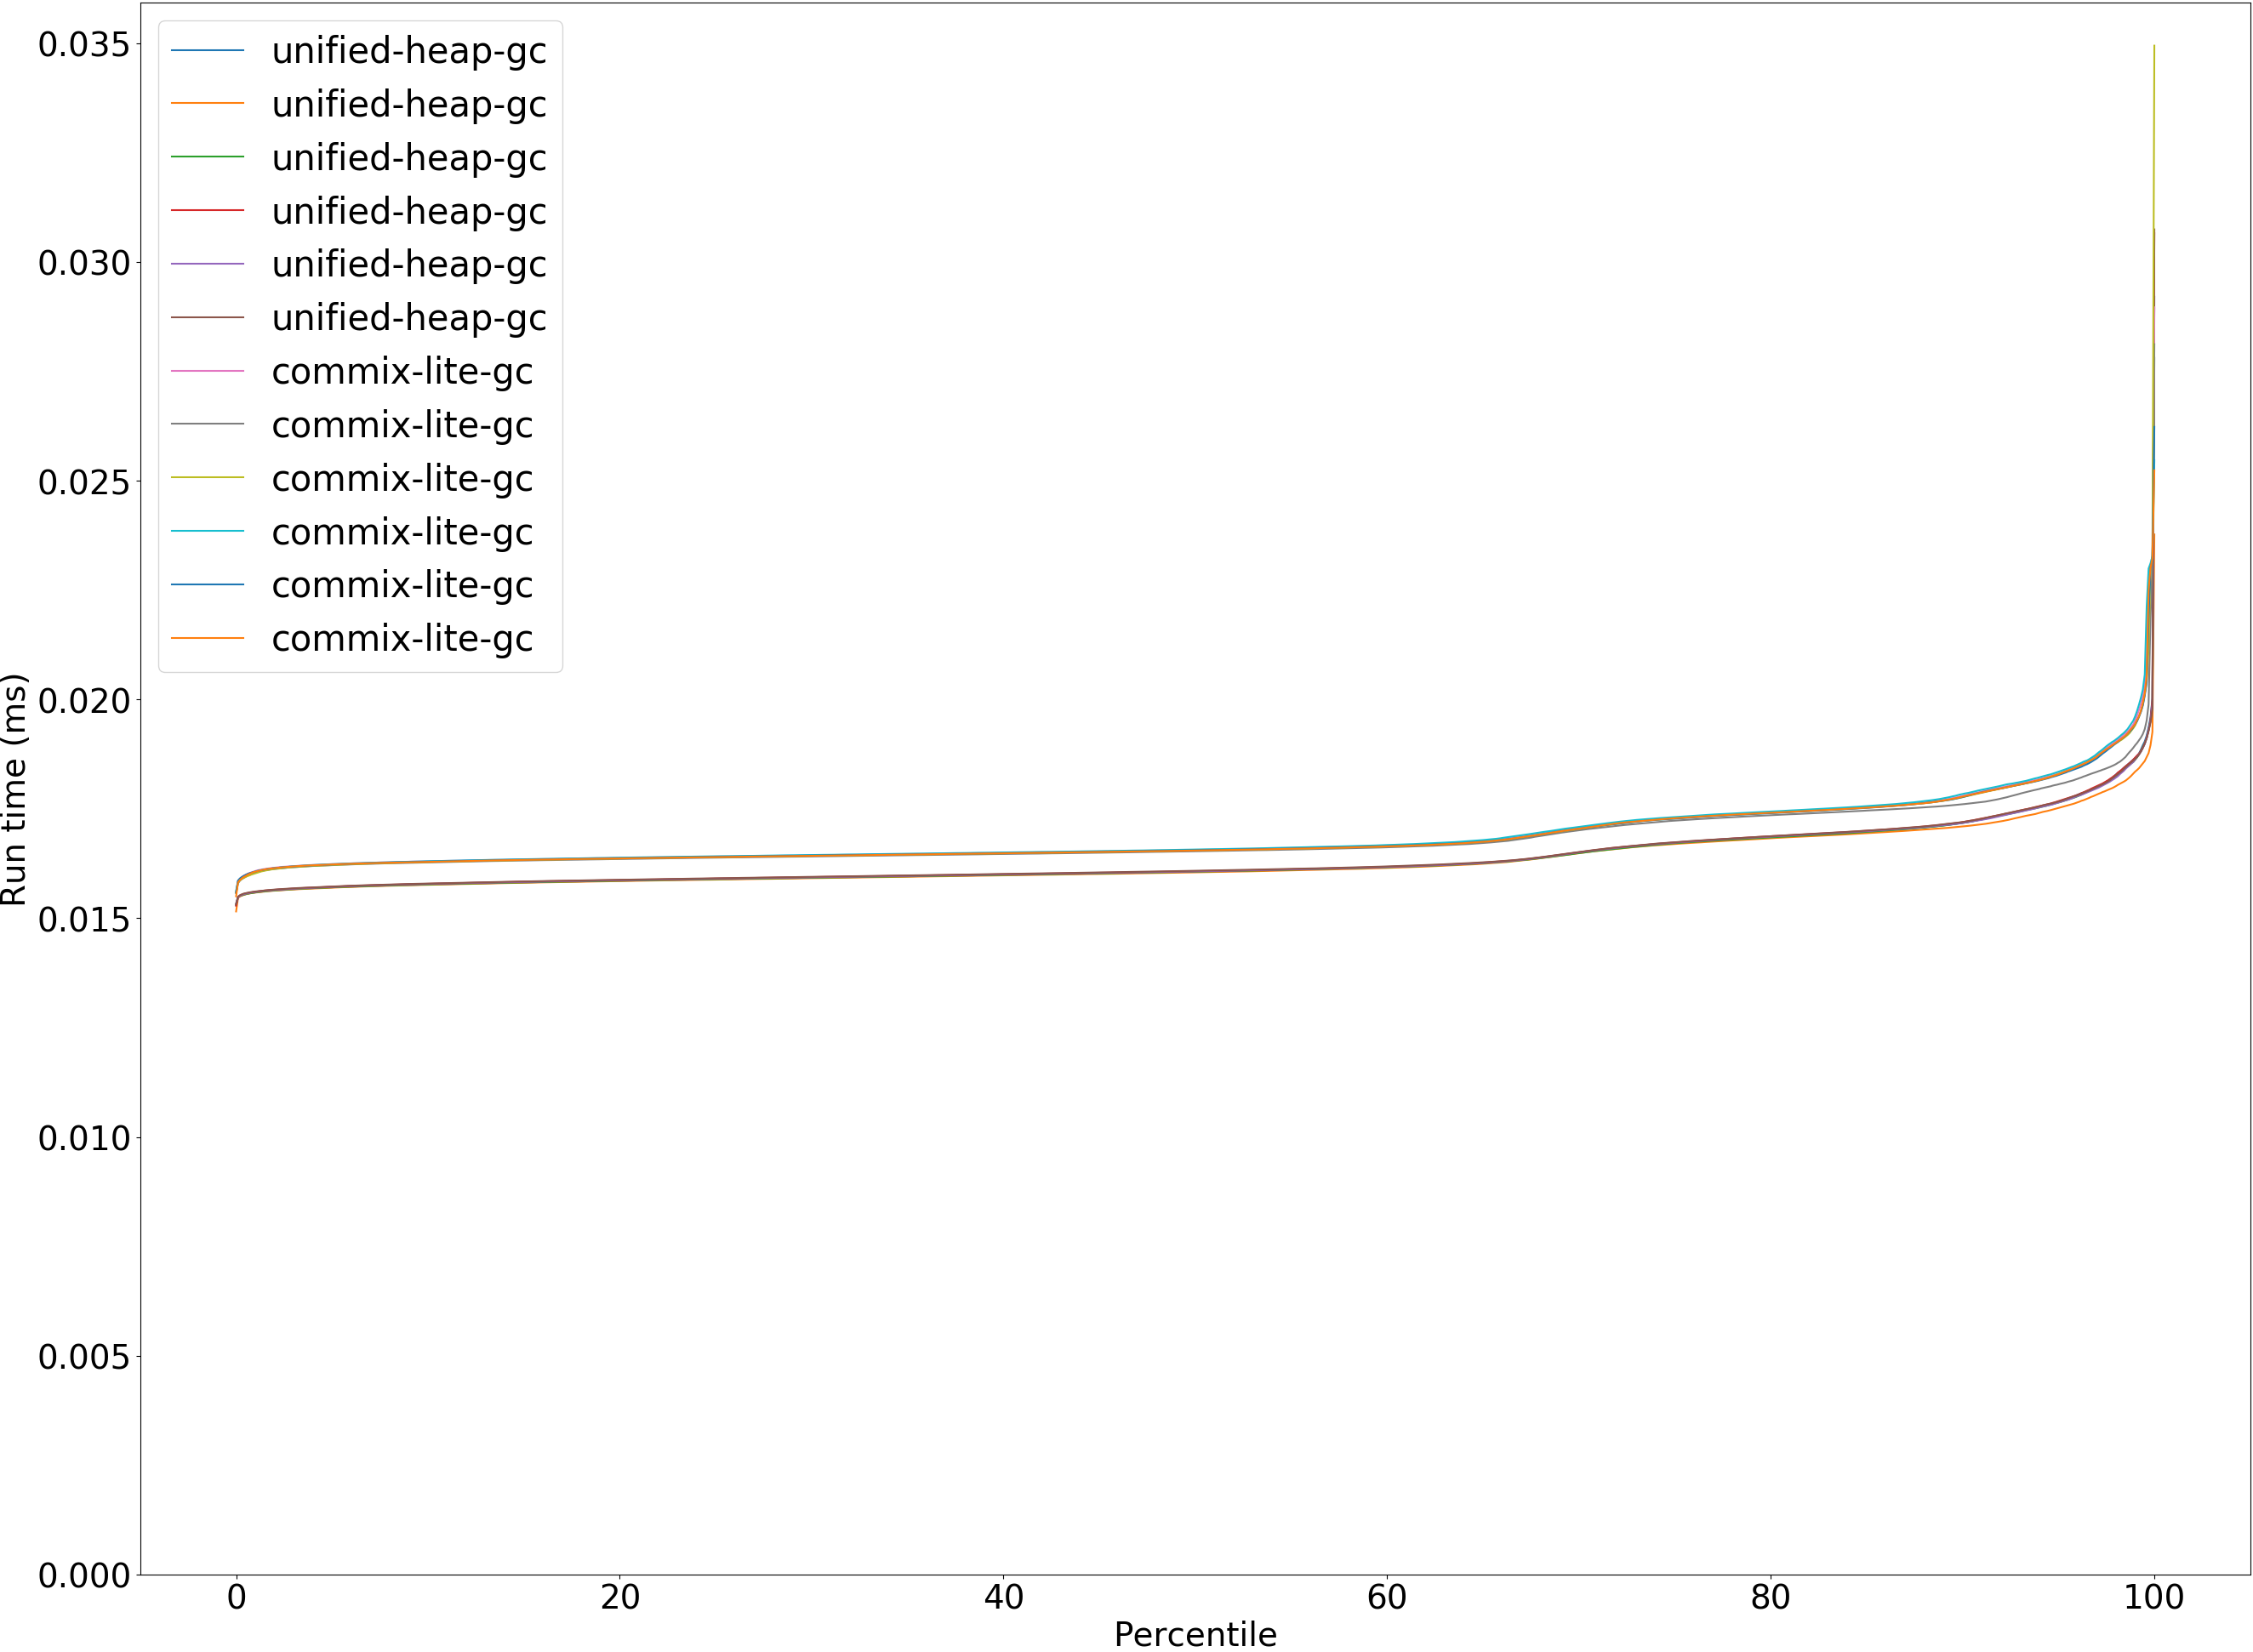 unified-heap-gc
unified-heap-gc
unified-heap-gc
unified-heap-gc
unified-heap-gc
unified-heap-gc
commix-lite-gc
commix-lite-gc
commix-lite-gc
commix-lite-gc
commix-lite-gc
commix-lite-gc
Run time (ms)
0.035
0.030
0.025
0.020
0.015
0.010
0.005
0.000
0 20 40 60 80 100
Percentile